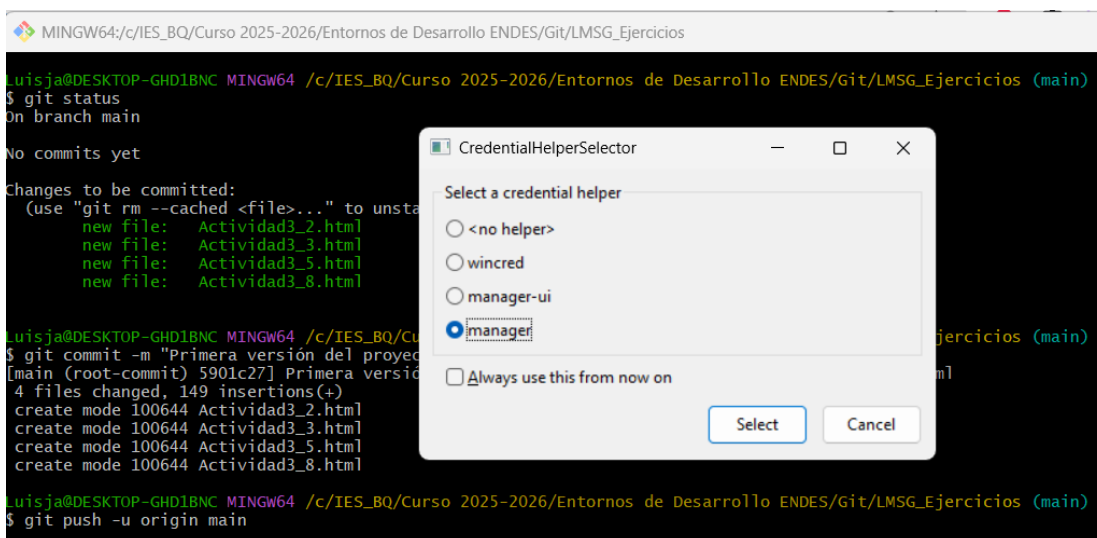 MINGW64:/c/IES_BQ/Curso 2025-2026/Entornos de Desarrollo ENDES/Git/LMSG_Ejercicios
Luisja@DESKTOP-GHD1BNC MINGW64 /c/IES_BQ/Curso 2025-2026/Entornos de Desarrollo ENDES/Git/LMSG_Ejercicios (main)
$ git status
On branch main
No commits yet
Changes to be committed:
(use "git rm --cached <file>..." to unsta
new file:   Actividad3_2.html
new file:   Actividad3_3.html
new file:   Actividad3_5.html
new file:   Actividad3_8.html
Luisja@DESKTOP-GHD1BNC MINGW64 /c/IES_BQ/Cu jercicios (main)
$ git commit -m "Primera versión del proyec
[main (root-commit) 5901c27] Primera versió ml
4 files changed, 149 insertions(+)
create mode 100644 Actividad3_2.html
create mode 100644 Actividad3_3.html
create mode 100644 Actividad3_5.html
create mode 100644 Actividad3_8.html
Luisja@DESKTOP-GHD1BNC MINGW64 /c/IES_BQ/Curso 2025-2026/Entornos de Desarrollo ENDES/Git/LMSG_Ejercicios (main)
$ git push -u origin main
CredentialHelperSelector
Select a credential helper
<no helper>
wincred
manager-ui
manager
Always use this from now on
Select
Cancel